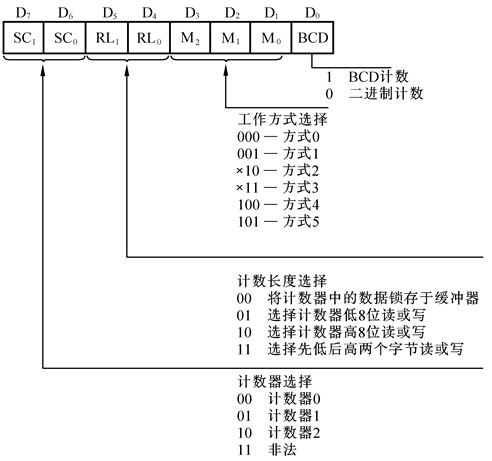 D7 D6 D5 D4 D3 D2 D1 D0
SC1 SC0 RL1 RL0 M2 M1 M0 BCD
1 BCD计数
0 二进制计数
工作方式选择
000 — 方式0
001 — 方式1
×10 — 方式2
×11 — 方式3
100 — 方式4
101 — 方式5
计数长度选择
00 将计数器中的数据锁存于缓冲器
01 选择计数器低8位读或写
10 选择计数器高8位读或写
11 选择先低后高两个字节读或写
计数器选择
00 计数器0
01 计数器1
10 计数器2
11 非法